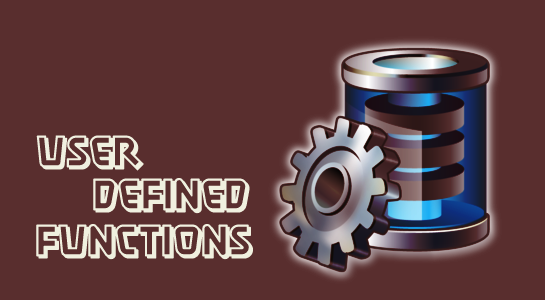 USER
DEFINED
FUNCTIONS